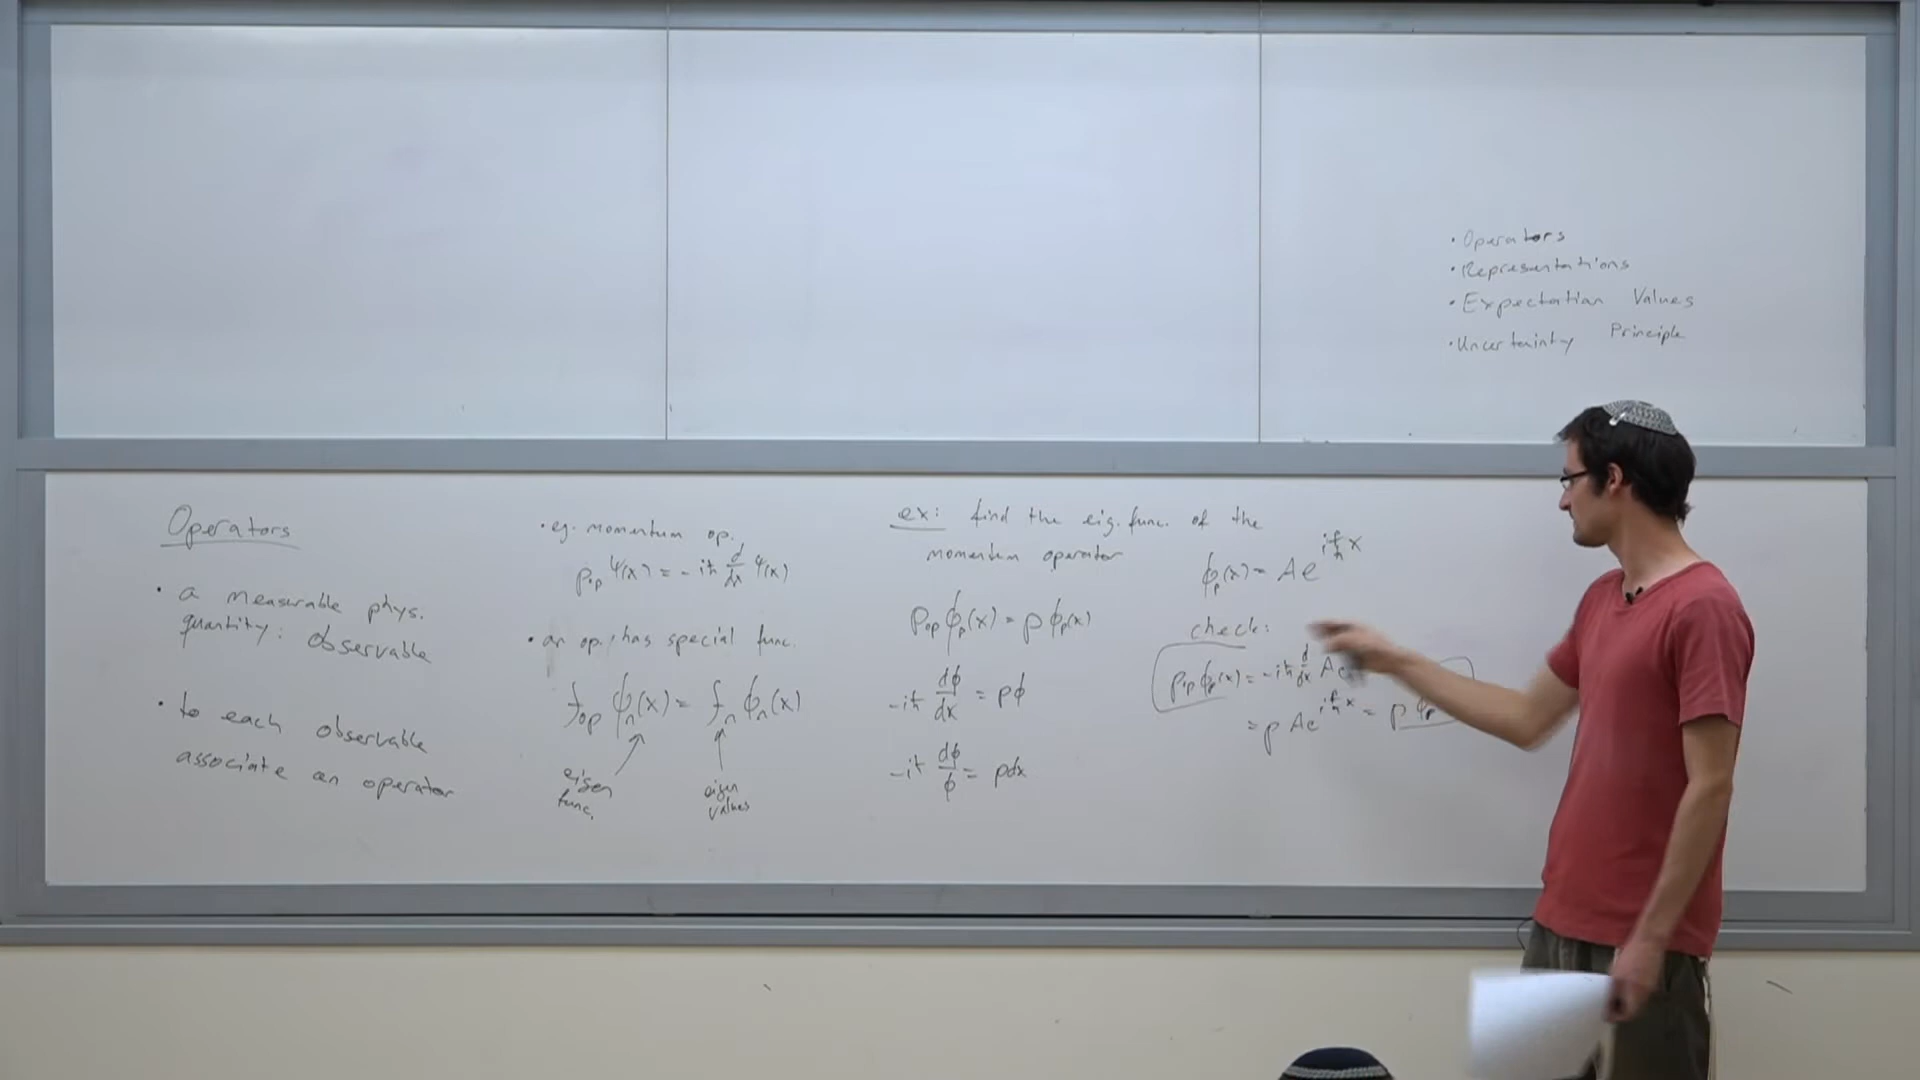 · Operators
· Representations
· Expectation Values
· Uncertainty Principle
Operators
· a measurable phys.
quantity: observable
· to each observable
associate an operator
· eg. momentum op.
p_op ψ(x) = -iħ d/dx ψ(x)
· an op. has special func.
f_op ϕ_n(x) = f_n ϕ_n(x)
eigen
func.
eigen
values
ex: find the eig. func. of the
momentum operator
p_op ϕ_p(x) = p ϕ_p(x)
-iħ dϕ/dx = pϕ
-iħ dϕ/ϕ = pdx
ϕ_p(x) = Ae^{i p/ħ x}
check:
p_op ϕ_p(x) = -iħ d/dx A
= p Ae^{i p/ħ x} = p ϕ_p